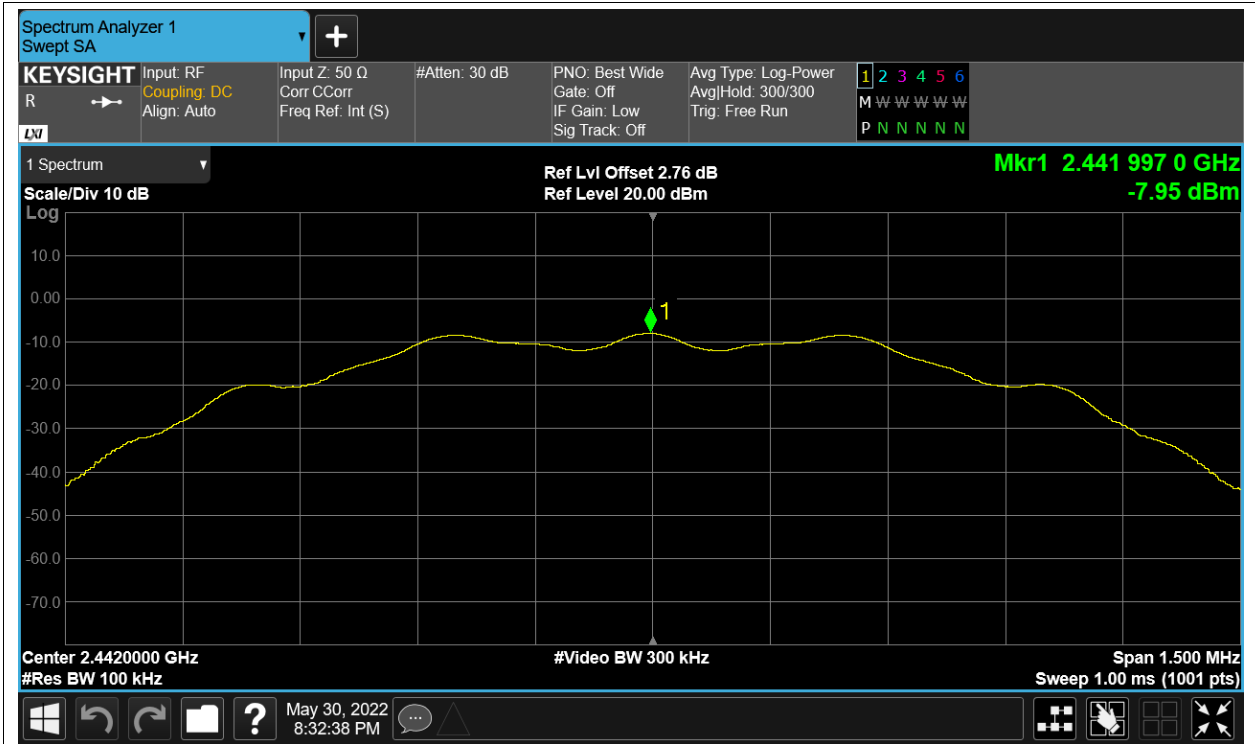 Spectrum Analyzer 1
Swept SA
KEYSIGHT
R
LXI
Input: RF
Coupling: DC
Align: Auto
Input Z: 50 Ω
Corr CCorr
Freq Ref: Int (S)
#Atten: 30 dB
PNO: Best Wide
Gate: Off
IF Gain: Low
Sig Track: Off
Avg Type: Log-Power
Avg|Hold: 300/300
Trig: Free Run
1 2 3 4 5 6
M W W W W W
P N N N N N
1 Spectrum
Scale/Div 10 dB
Log
Ref Lvl Offset 2.76 dB
Ref Level 20.00 dBm
Mkr1 2.441 997 0 GHz
-7.95 dBm
10.0
0.00
1
-10.0
-20.0
-30.0
-40.0
-50.0
-60.0
-70.0
Center 2.4420000 GHz
#Res BW 100 kHz
#Video BW 300 kHz
Span 1.500 MHz
Sweep 1.00 ms (1001 pts)
?
May 30, 2022
8:32:38 PM